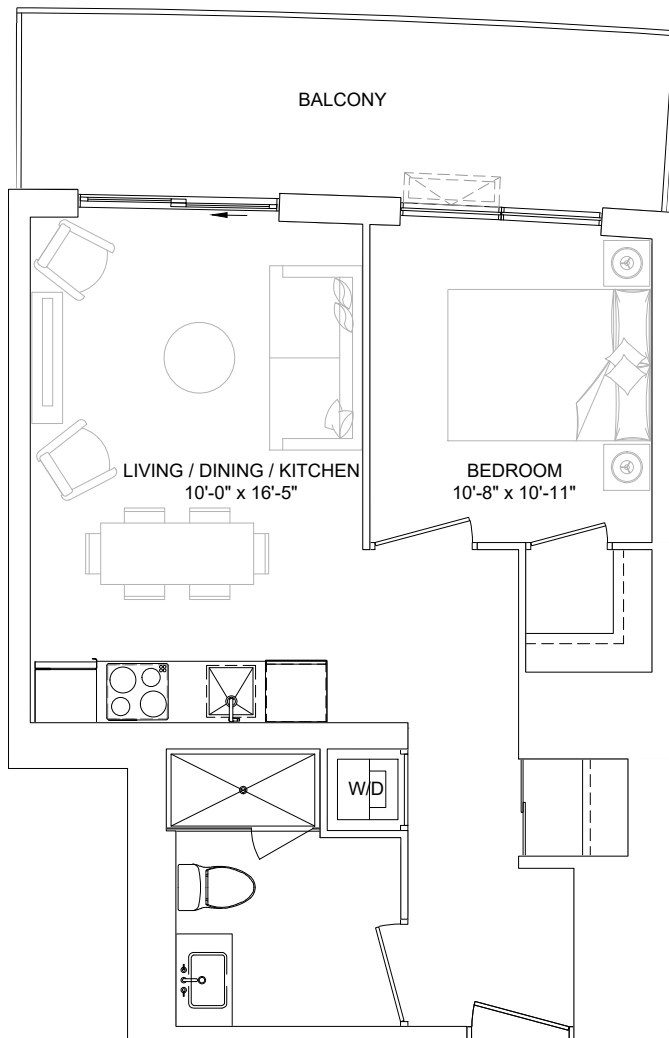 BALCONY
LIVING / DINING / KITCHEN
10'-0" x 16'-5"
BEDROOM
10'-8" x 10'-11"
W/D